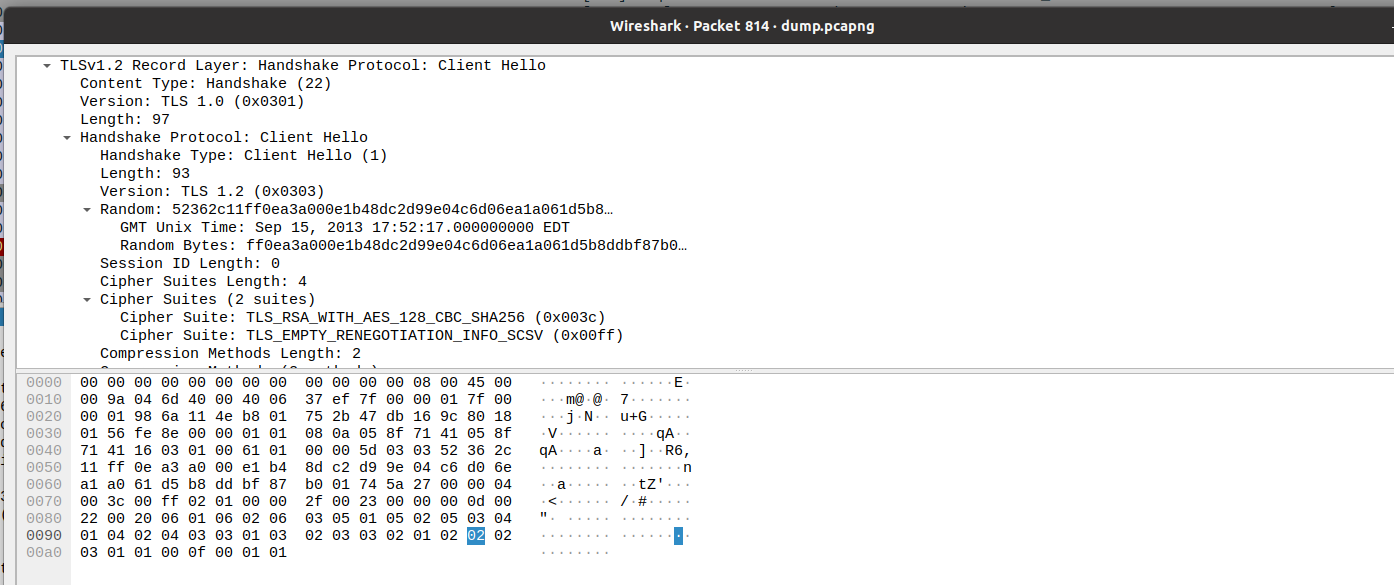 Wireshark · Packet 814 · dump.pcapng
TLSv1.2 Record Layer: Handshake Protocol: Client Hello
Content Type: Handshake (22)
Version: TLS 1.0 (0x0301)
Length: 97
Handshake Protocol: Client Hello
Handshake Type: Client Hello (1)
Length: 93
Version: TLS 1.2 (0x0303)
Random: 52362c11ff0ea3a000e1b48dc2d99e04c6d06ea1a061d5b8…
GMT Unix Time: Sep 15, 2013 17:52:17.000000000 EDT
Random Bytes: ff0ea3a000e1b48dc2d99e04c6d06ea1a061d5b8ddbf87b0…
Session ID Length: 0
Cipher Suites Length: 4
Cipher Suites (2 suites)
Cipher Suite: TLS_RSA_WITH_AES_128_CBC_SHA256 (0x003c)
Cipher Suite: TLS_EMPTY_RENEGOTIATION_INFO_SCSV (0x00ff)
Compression Methods Length: 2
0000 00 00 00 00 00 00 00 00 00 00 00 00 08 00 45 00 ········ ······E·
0010 00 9a 04 6d 40 00 40 06 37 ef 7f 00 00 01 7f 00 ···m@·@· 7·······
0020 00 01 98 6a 11 4e b8 01 75 2b 47 db 16 9c 80 18 ···j·N·· u+G·····
0030 01 56 fe 8e 00 00 01 01 08 0a 05 8f 71 41 05 8f ·V······ ····qA··
0040 71 41 16 03 01 00 61 01 00 00 5d 03 03 52 36 2c qA····a· ··]··R6,
0050 11 ff 0e a3 a0 00 e1 b4 8d c2 d9 9e 04 c6 d0 6e ········ ·······n
0060 a1 a0 61 d5 b8 dd bf 87 b0 01 74 5a 27 00 00 04 ··a····· ··tZ'···
0070 00 3c 00 ff 02 01 00 00 2f 00 23 00 00 00 0d 00 ·<······ /·#·····
0080 22 00 20 06 01 06 02 06 03 05 01 05 02 05 03 04 "· ····· ········
0090 01 04 02 04 03 03 01 03 02 03 03 02 01 02 02 02 ········ ········
00a0 03 01 01 00 0f 00 01 01 ········